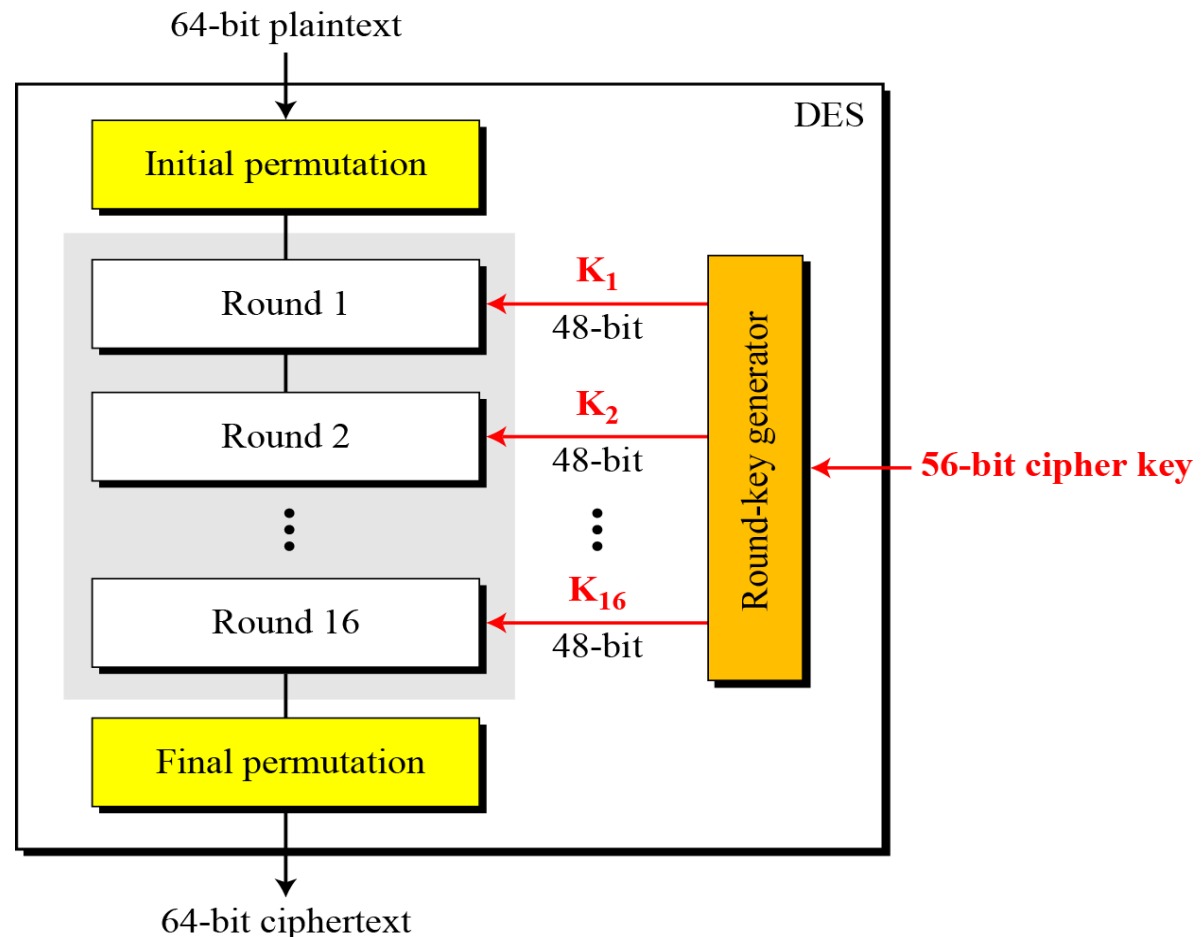 64-bit plaintext
DES
Initial permutation
Round 1
K1
48-bit
Round 2
K2
48-bit
Round 16
K16
48-bit
Round-key generator
56-bit cipher key
Final permutation
64-bit ciphertext